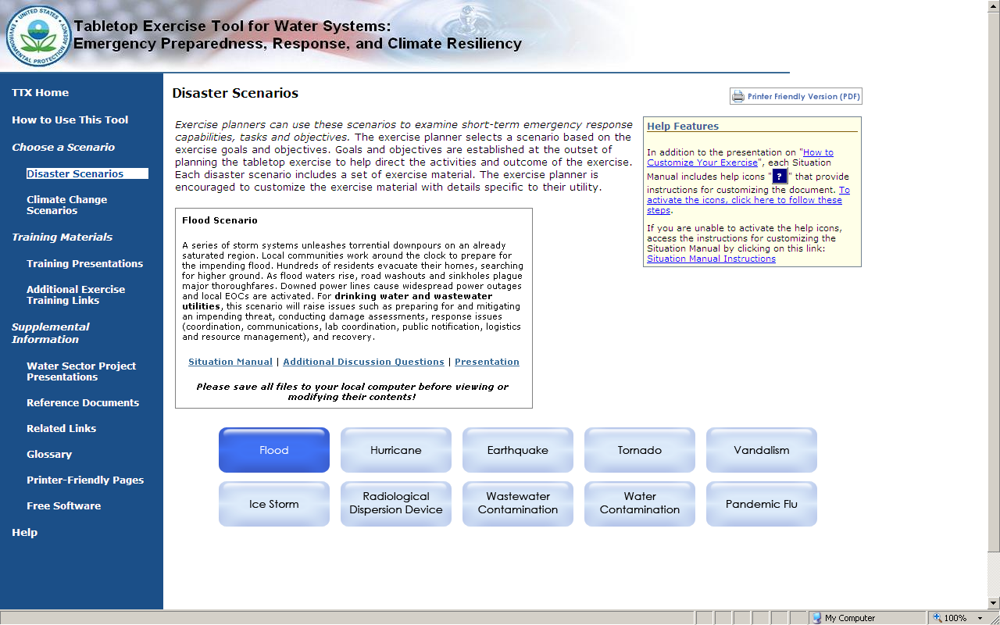 UNITED STATES
ENVIRONMENTAL PROTECTION AGENCY
Tabletop Exercise Tool for Water Systems:
Emergency Preparedness, Response, and Climate Resiliency
TTX Home
How to Use This Tool
Choose a Scenario
Disaster Scenarios
Climate Change
Scenarios
Training Materials
Training Presentations
Additional Exercise
Training Links
Supplemental
Information
Water Sector Project
Presentations
Reference Documents
Related Links
Glossary
Printer-Friendly Pages
Free Software
Help
Disaster Scenarios
Printer Friendly Version (PDF)
Exercise planners can use these scenarios to examine short-term emergency response
capabilities, tasks and objectives. The exercise planner selects a scenario based on the
exercise goals and objectives. Goals and objectives are established at the outset of
planning the tabletop exercise to help direct the activities and outcome of the exercise.
Each disaster scenario includes a set of exercise material. The exercise planner is
encouraged to customize the exercise material with details specific to their utility.
Help Features
In addition to the presentation on "How to
Customize Your Exercise", each Situation
Manual includes help icons "?" that provide
instructions for customizing the document. To
activate the icons, click here to follow these
steps.
If you are unable to activate the help icons,
access the instructions for customizing the
Situation Manual by clicking on this link:
Situation Manual Instructions
Flood Scenario
A series of storm systems unleashes torrential downpours on an already
saturated region. Local communities work around the clock to prepare for
the impending flood. Hundreds of residents evacuate their homes, searching
for higher ground. As flood waters rise, road washouts and sinkholes plague
major thoroughfares. Downed power lines cause widespread power outages
and local EOCs are activated. For drinking water and wastewater
utilities, this scenario will raise issues such as preparing for and mitigating
an impending threat, conducting damage assessments, response issues
(coordination, communications, lab coordination, public notification, logistics
and resource management), and recovery.
Situation Manual | Additional Discussion Questions | Presentation
Please save all files to your local computer before viewing or
modifying their contents!
Flood
Hurricane
Earthquake
Tornado
Vandalism
Ice Storm
Radiological
Dispersion Device
Wastewater
Contamination
Water
Contamination
Pandemic Flu
My Computer
100%